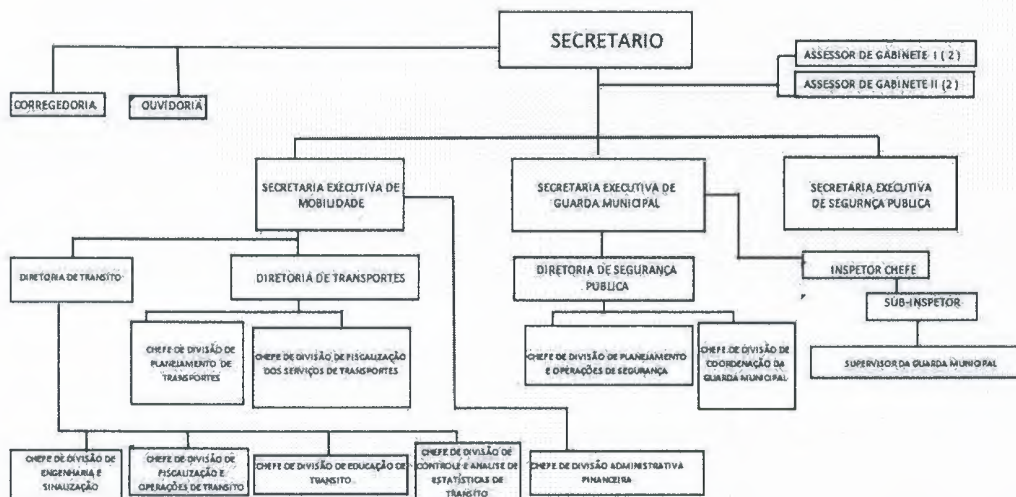 SECRETARIO
ASSESSOR DE GABINETE I ( 2 )
ASSESSOR DE GABINETE II (2)
CORREGEDORIA
OUVIDORIA
SECRETARIA EXECUTIVA DE
MOBILIDADE
SECRETARIA EXECUTIVA DE
GUARDA MUNICIPAL
SECRETARIA EXECUTIVA
DE SEGURNÇA PUBLICA
DIRETORIA DE TRANSITO
DIRETORIA DE TRANSPORTES
DIRETORIA DE SEGURANÇA
PUBLICA
INSPETOR CHEFE
SUB-INSPETOR
CHEFE DE DIVISÃO DE
PLANEJAMENTO DE
TRANSPORTES
CHEFE DE DIVISÃO DE FISCALIZAÇÃO
DOS SERVIÇOS DE TRANSPORTES
CHEFE DE DIVISÃO DE PLANEJAMENTO
E OPERAÇÕES DE SEGURANÇA
CHEFE DE DIVISÃO DE
COORDENAÇÃO DA
GUARDA MUNICIPAL
SUPERVISOR DA GUARDA MUNICIPAL
CHEFE DE DIVISÃO DE
ENGENHARIA E
SINALIZAÇÃO
CHEFE DE DIVISÃO DE
FISCALIZAÇÃO E
OPERAÇÕES DE TRANSITO
CHEFE DE DIVISÃO DE EDUCAÇÃO DE
TRANSITO
CHEFE DE DIVISÃO DE
CONTROLE E ANALISE DE
ESTATÍSTICAS DE
TRANSITO
CHEFE DE DIVISÃO ADMINISTRATIVA
FINANCEIRA